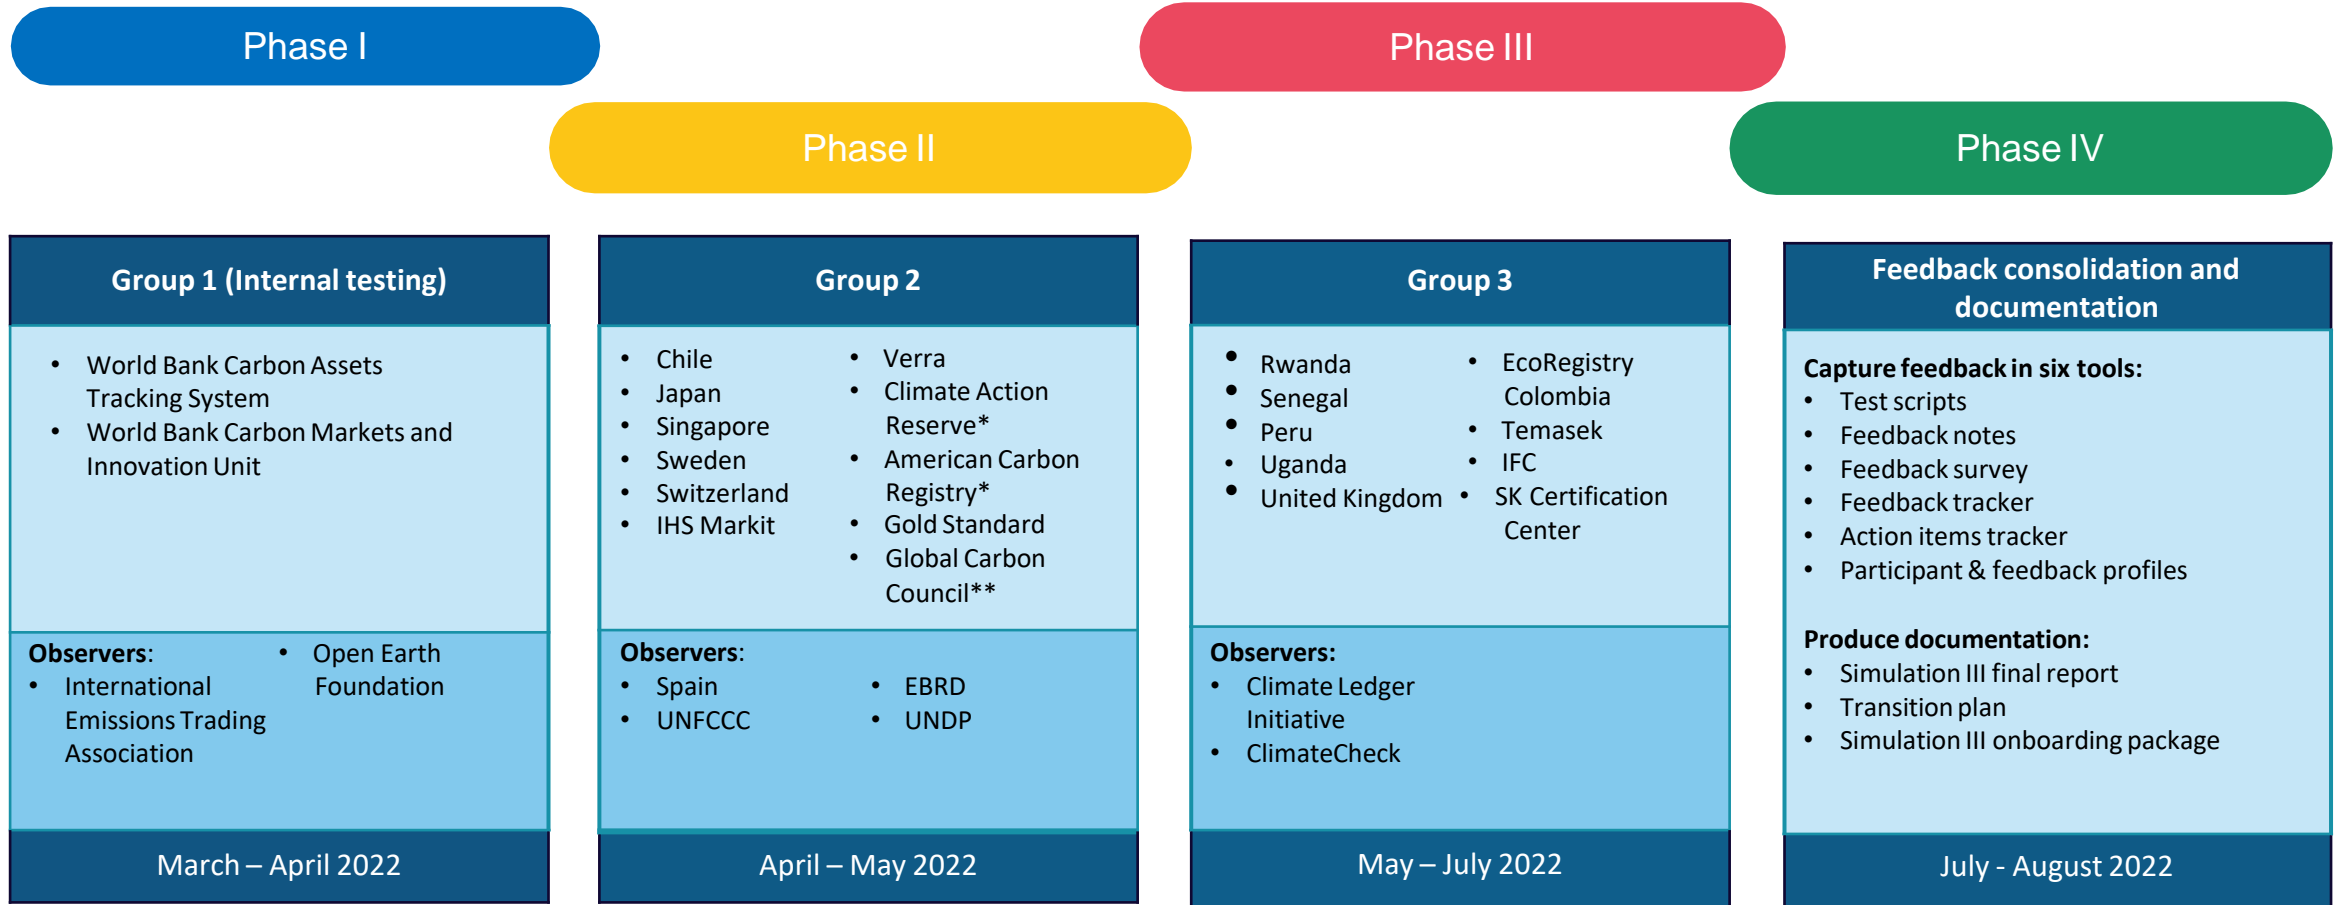 Phase I
Phase II
Phase III
Phase IV
Group 1 (Internal testing)
• World Bank Carbon Assets
Tracking System
• World Bank Carbon Markets and
Innovation Unit
Observers:
• International
Emissions Trading
Association
• Open Earth
Foundation
March – April 2022
Group 2
• Chile
• Japan
• Singapore
• Sweden
• Switzerland
• IHS Markit
• Verra
• Climate Action
Reserve*
• American Carbon
Registry*
• Gold Standard
• Global Carbon
Council**
Observers:
• Spain
• UNFCCC
• EBRD
• UNDP
April – May 2022
Group 3
• Rwanda
• Senegal
• Peru
• Uganda
• United Kingdom
• EcoRegistry
Colombia
• Temasek
• IFC
• SK Certification
Center
Observers:
• Climate Ledger
Initiative
• ClimateCheck
May – July 2022
Feedback consolidation and
documentation
Capture feedback in six tools:
• Test scripts
• Feedback notes
• Feedback survey
• Feedback tracker
• Action items tracker
• Participant & feedback profiles
Produce documentation:
• Simulation III final report
• Transition plan
• Simulation III onboarding package
July - August 2022